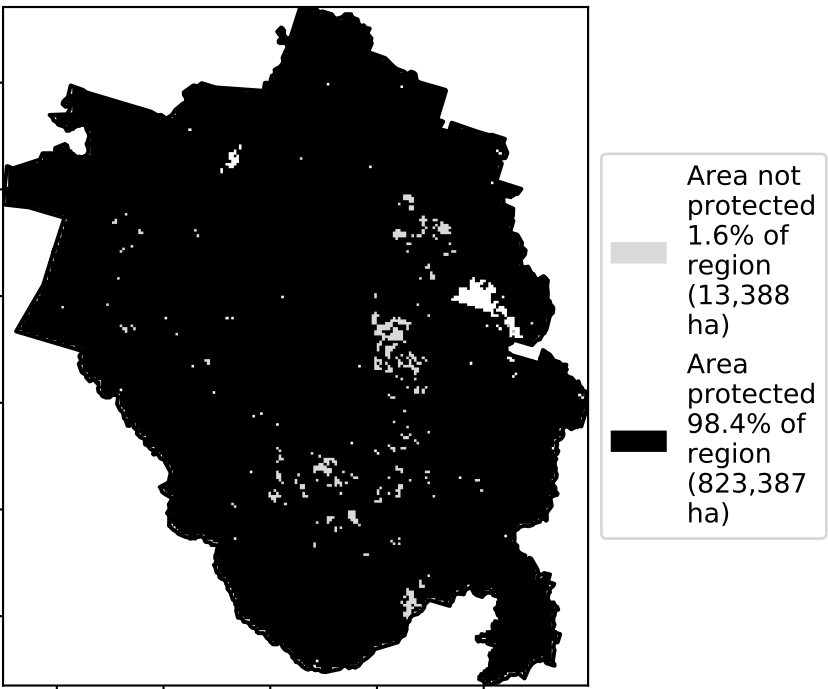 Area not
protected
1.6% of
region
(13,388
ha)
Area
protected
98.4% of
region
(823,387
ha)